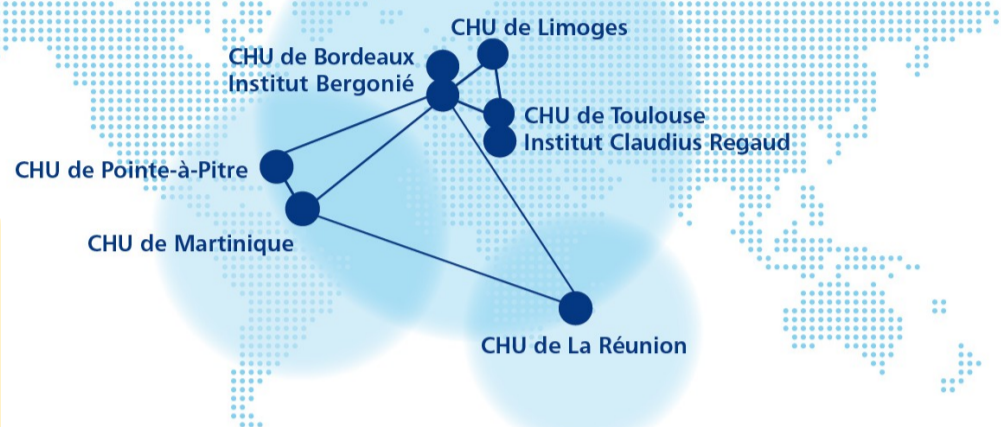 CHU de Limoges
CHU de Bordeaux
Institut Bergonié
CHU de Toulouse
Institut Claudius Regaud
CHU de Pointe-à-Pitre
CHU de Martinique
CHU de La Réunion